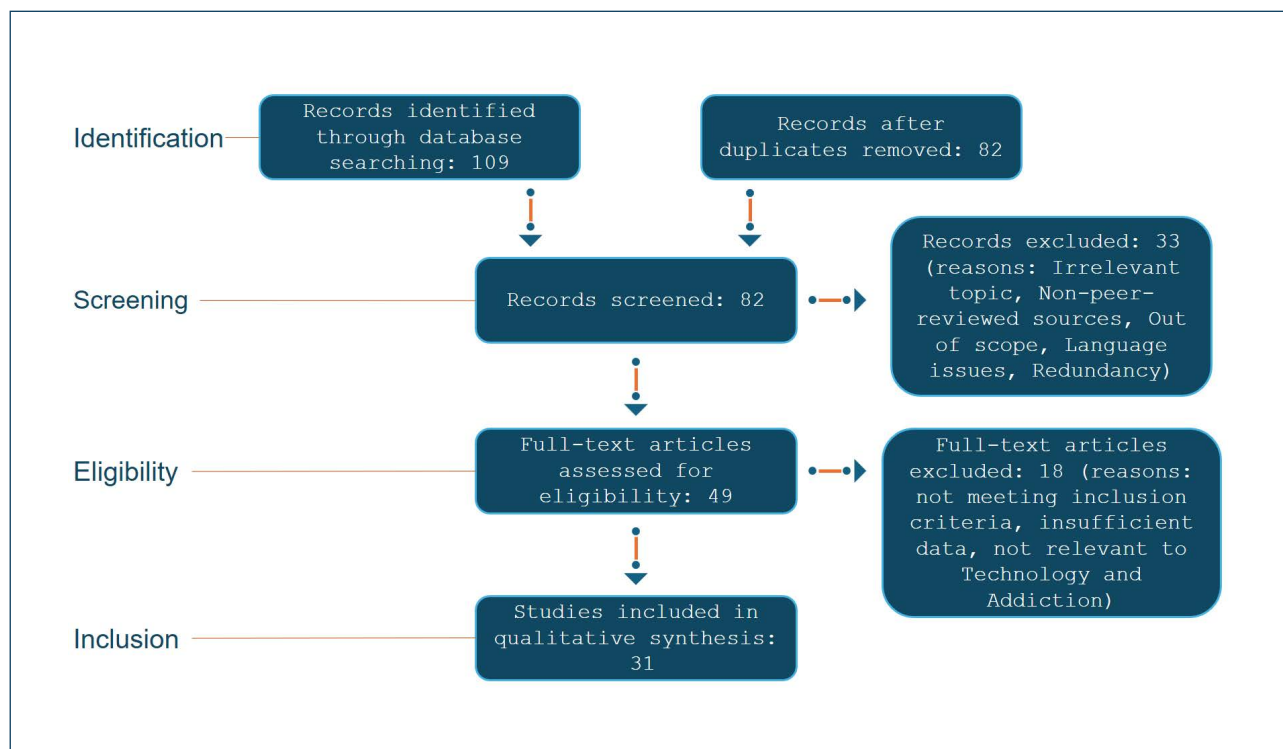 Identification
Records identified
through database
searching: 109
Records after
duplicates removed: 82
Screening
Records screened: 82
Records excluded: 33
(reasons: Irrelevant
topic, Non-peer-
reviewed sources, Out
of scope, Language
issues, Redundancy)
Eligibility
Full-text articles
assessed for
eligibility: 49
Full-text articles
excluded: 18 (reasons:
not meeting inclusion
criteria, insufficient
data, not relevant to
Technology and
Addiction)
Inclusion
Studies included in
qualitative synthesis:
31